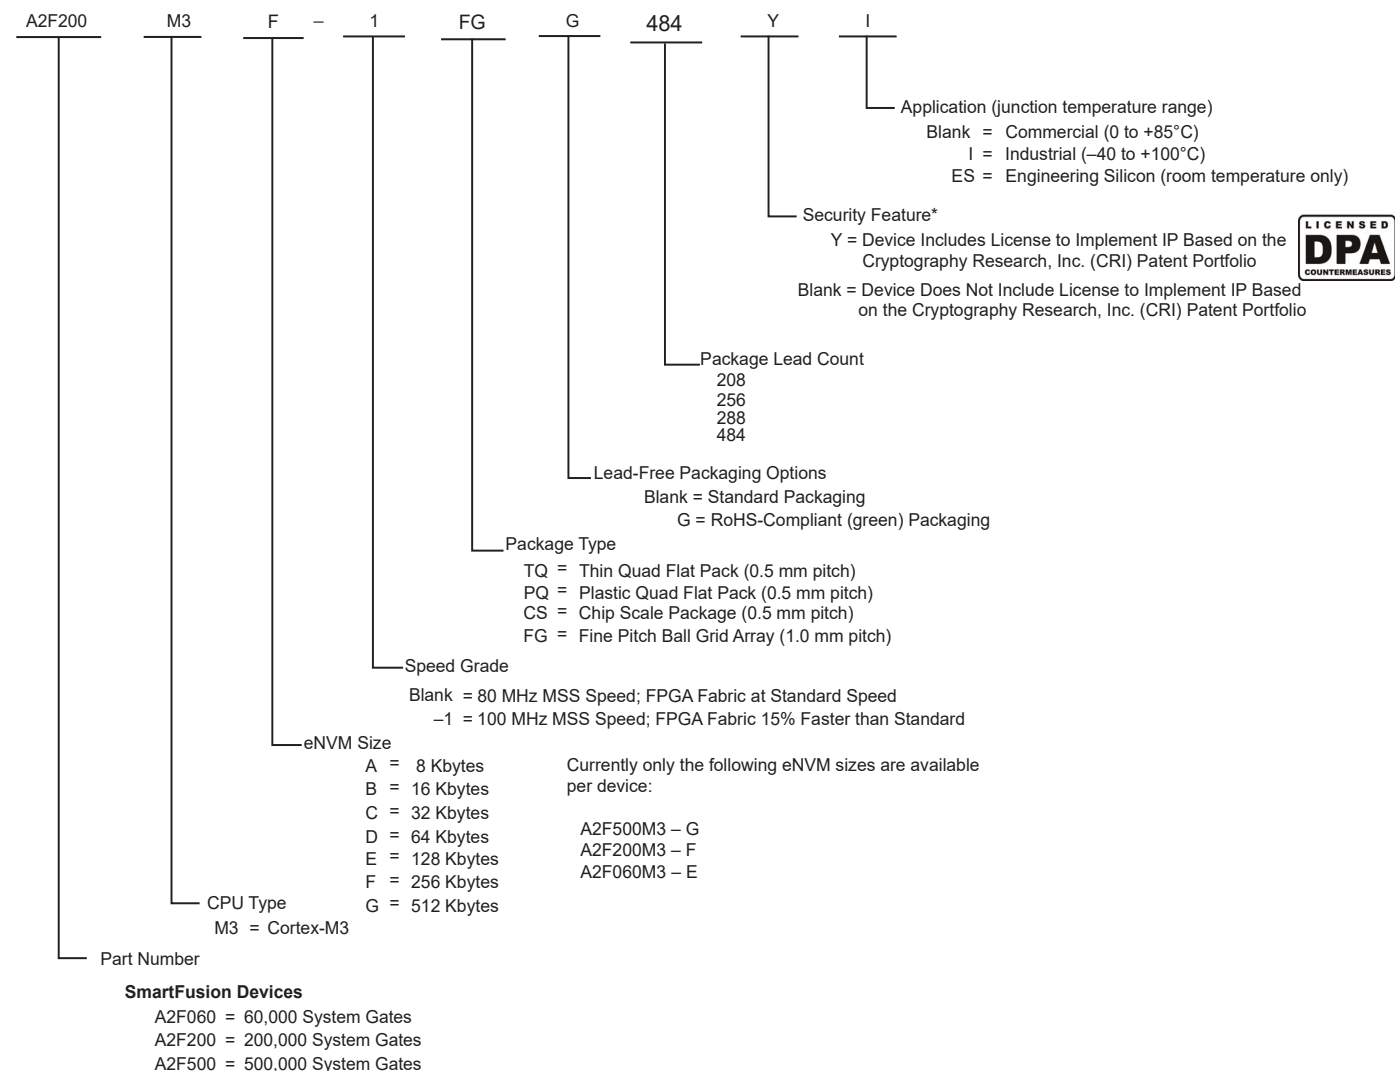 A2F200 M3 F – 1 FG G 484 Y I
Application (junction temperature range)
Blank = Commercial (0 to +85°C)
I = Industrial (–40 to +100°C)
ES = Engineering Silicon (room temperature only)
Security Feature*
Y = Device Includes License to Implement IP Based on the
Cryptography Research, Inc. (CRI) Patent Portfolio
LICENSED
DPA
COUNTERMEASURES
Blank = Device Does Not Include License to Implement IP Based
on the Cryptography Research, Inc. (CRI) Patent Portfolio
Package Lead Count
208
256
288
484
Lead-Free Packaging Options
Blank = Standard Packaging
G = RoHS-Compliant (green) Packaging
Package Type
TQ = Thin Quad Flat Pack (0.5 mm pitch)
PQ = Plastic Quad Flat Pack (0.5 mm pitch)
CS = Chip Scale Package (0.5 mm pitch)
FG = Fine Pitch Ball Grid Array (1.0 mm pitch)
Speed Grade
Blank = 80 MHz MSS Speed; FPGA Fabric at Standard Speed
–1 = 100 MHz MSS Speed; FPGA Fabric 15% Faster than Standard
eNVM Size
A = 8 Kbytes
B = 16 Kbytes
C = 32 Kbytes
D = 64 Kbytes
E = 128 Kbytes
F = 256 Kbytes
G = 512 Kbytes
Currently only the following eNVM sizes are available
per device:
A2F500M3 – G
A2F200M3 – F
A2F060M3 – E
CPU Type
M3 = Cortex-M3
Part Number
SmartFusion Devices
A2F060 = 60,000 System Gates
A2F200 = 200,000 System Gates
A2F500 = 500,000 System Gates